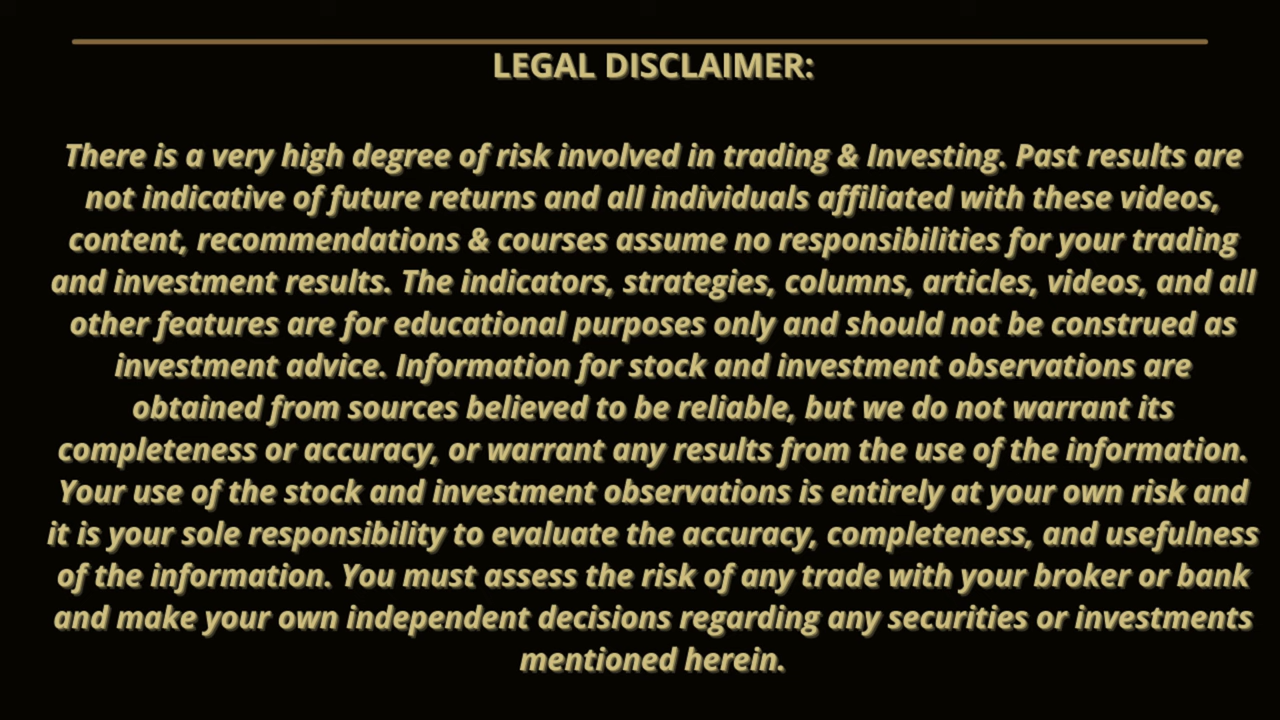 LEGAL DISCLAIMER:
There is a very high degree of risk involved in trading & Investing. Past results are
not indicative of future returns and all individuals affiliated with these videos,
content, recommendations & courses assume no responsibilities for your trading
and investment results. The indicators, strategies, columns, articles, videos, and all
other features are for educational purposes only and should not be construed as
investment advice. Information for stock and investment observations are
obtained from sources believed to be reliable, but we do not warrant its
completeness or accuracy, or warrant any results from the use of the information.
Your use of the stock and investment observations is entirely at your own risk and
it is your sole responsibility to evaluate the accuracy, completeness, and usefulness
of the information. You must assess the risk of any trade with your broker or bank
and make your own independent decisions regarding any securities or investments
mentioned herein.